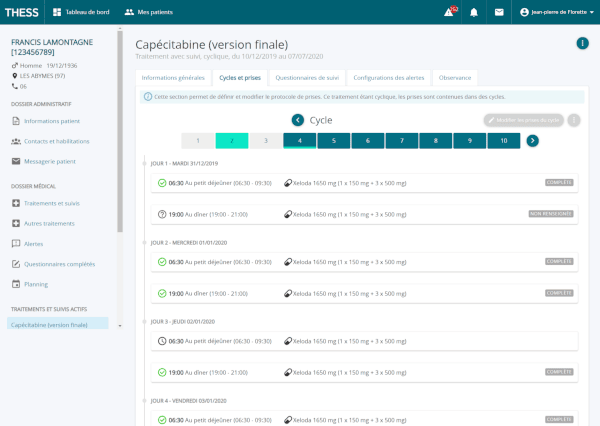 THESS
Tableau de bord
Mes patients
252
Jean-pierre de Florette
FRANCIS LAMONTAGNE
[123456789]
Homme 19/12/1936
LES ABYMES (97)
06
DOSSIER ADMINISTRATIF
Informations patient
Contacts et habilitations
Messagerie patient
DOSSIER MÉDICAL
Traitements et suivis
Autres traitements
Alertes
Questionnaires complétés
Planning
TRAITEMENTS ET SUIVIS ACTIFS
Capécitabine (version finale)
Capécitabine (version finale)
Traitement avec suivi, cyclique, du 10/12/2019 au 07/07/2020
Informations générales
Cycles et prises
Questionnaires de suivi
Configurations des alertes
Observance
Cette section permet de définir et modifier le protocole de prises. Ce traitement étant cyclique, les prises sont continues dans des cycles.
Cycle
Modifier les prises du cycle
1 2 3 4 5 6 7 8 9 10
JOUR 1 - MARDI 31/12/2019
06:30 Au petit déjeûner (06:30 - 09:30) Xeloda 1650 mg (1 x 150 mg + 3 x 500 mg) COMPLÈTE
19:00 Au dîner (19:00 - 21:00) Xeloda 1650 mg (1 x 150 mg + 3 x 500 mg) NON RENSEIGNÉE
JOUR 2 - MERCREDI 01/01/2020
06:30 Au petit déjeûner (06:30 - 09:30) Xeloda 1650 mg (1 x 150 mg + 3 x 500 mg) COMPLÈTE
19:00 Au dîner (19:00 - 21:00) Xeloda 1650 mg (1 x 150 mg + 3 x 500 mg) COMPLÈTE
JOUR 3 - JEUDI 02/01/2020
06:30 Au petit déjeûner (06:30 - 09:30) Xeloda 1650 mg (1 x 150 mg + 3 x 500 mg)
19:00 Au dîner (19:00 - 21:00) Xeloda 1650 mg (1 x 150 mg + 3 x 500 mg) COMPLÈTE
JOUR 4 - VENDREDI 03/01/2020
06:30 Au petit déjeûner (06:30 - 09:30) Xeloda 1650 mg (1 x 150 mg + 3 x 500 mg) COMPLÈTE